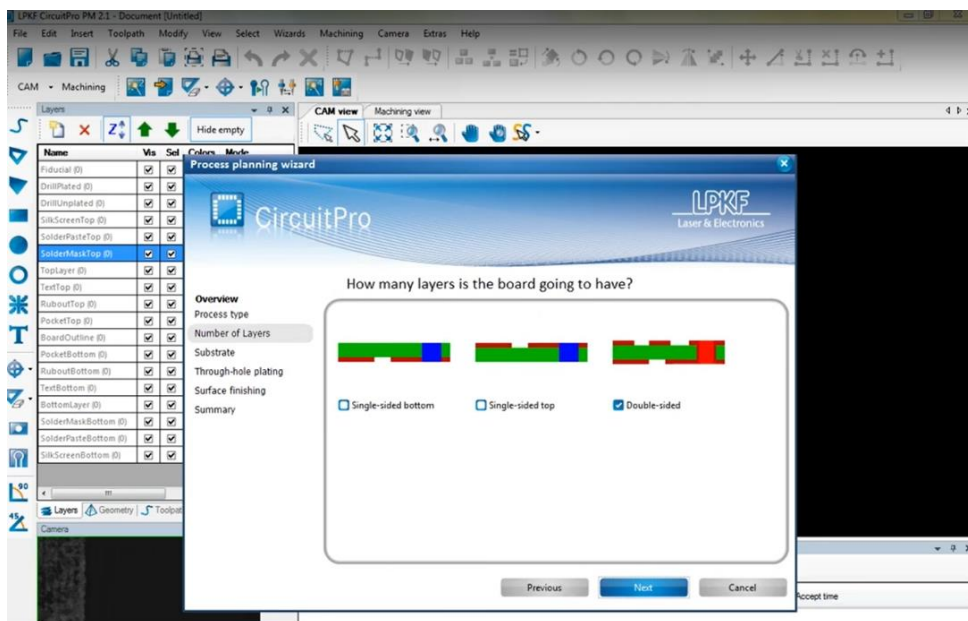 LPKF CircuitPro PM 2.1 - Document [Untitled]
File Edit Insert Toolpath Modify View Select Wizards Machining Camera Extras Help
CAM Machining
Layers
CAM view Machining view
Hide empty
Name Vis Sel Colors Mode
Process planning wizard
Fiducial (0)
DrillPlated (0)
DrillUnplated (0)
SilkScreenTop (0)
SolderPasteTop (0)
SolderMaskTop (0)
TopLayer (0)
TextTop (0)
RuboutTop (0)
PocketTop (0)
BoardOutline (0)
PocketBottom (0)
RuboutBottom (0)
TextBottom (0)
BottomLayer (0)
SolderMaskBottom (0)
SolderPasteBottom (0)
SilkScreenBottom (0)
T
90
45
Layers Geometry Toolpat
Camera
CircuitPro
LPKF
Laser & Electronics
How many layers is the board going to have?
Overview
Process type
Number of Layers
Substrate
Through-hole plating
Surface finishing
Summary
Single-sided bottom Single-sided top Double-sided
Previous Next Cancel
Accept time